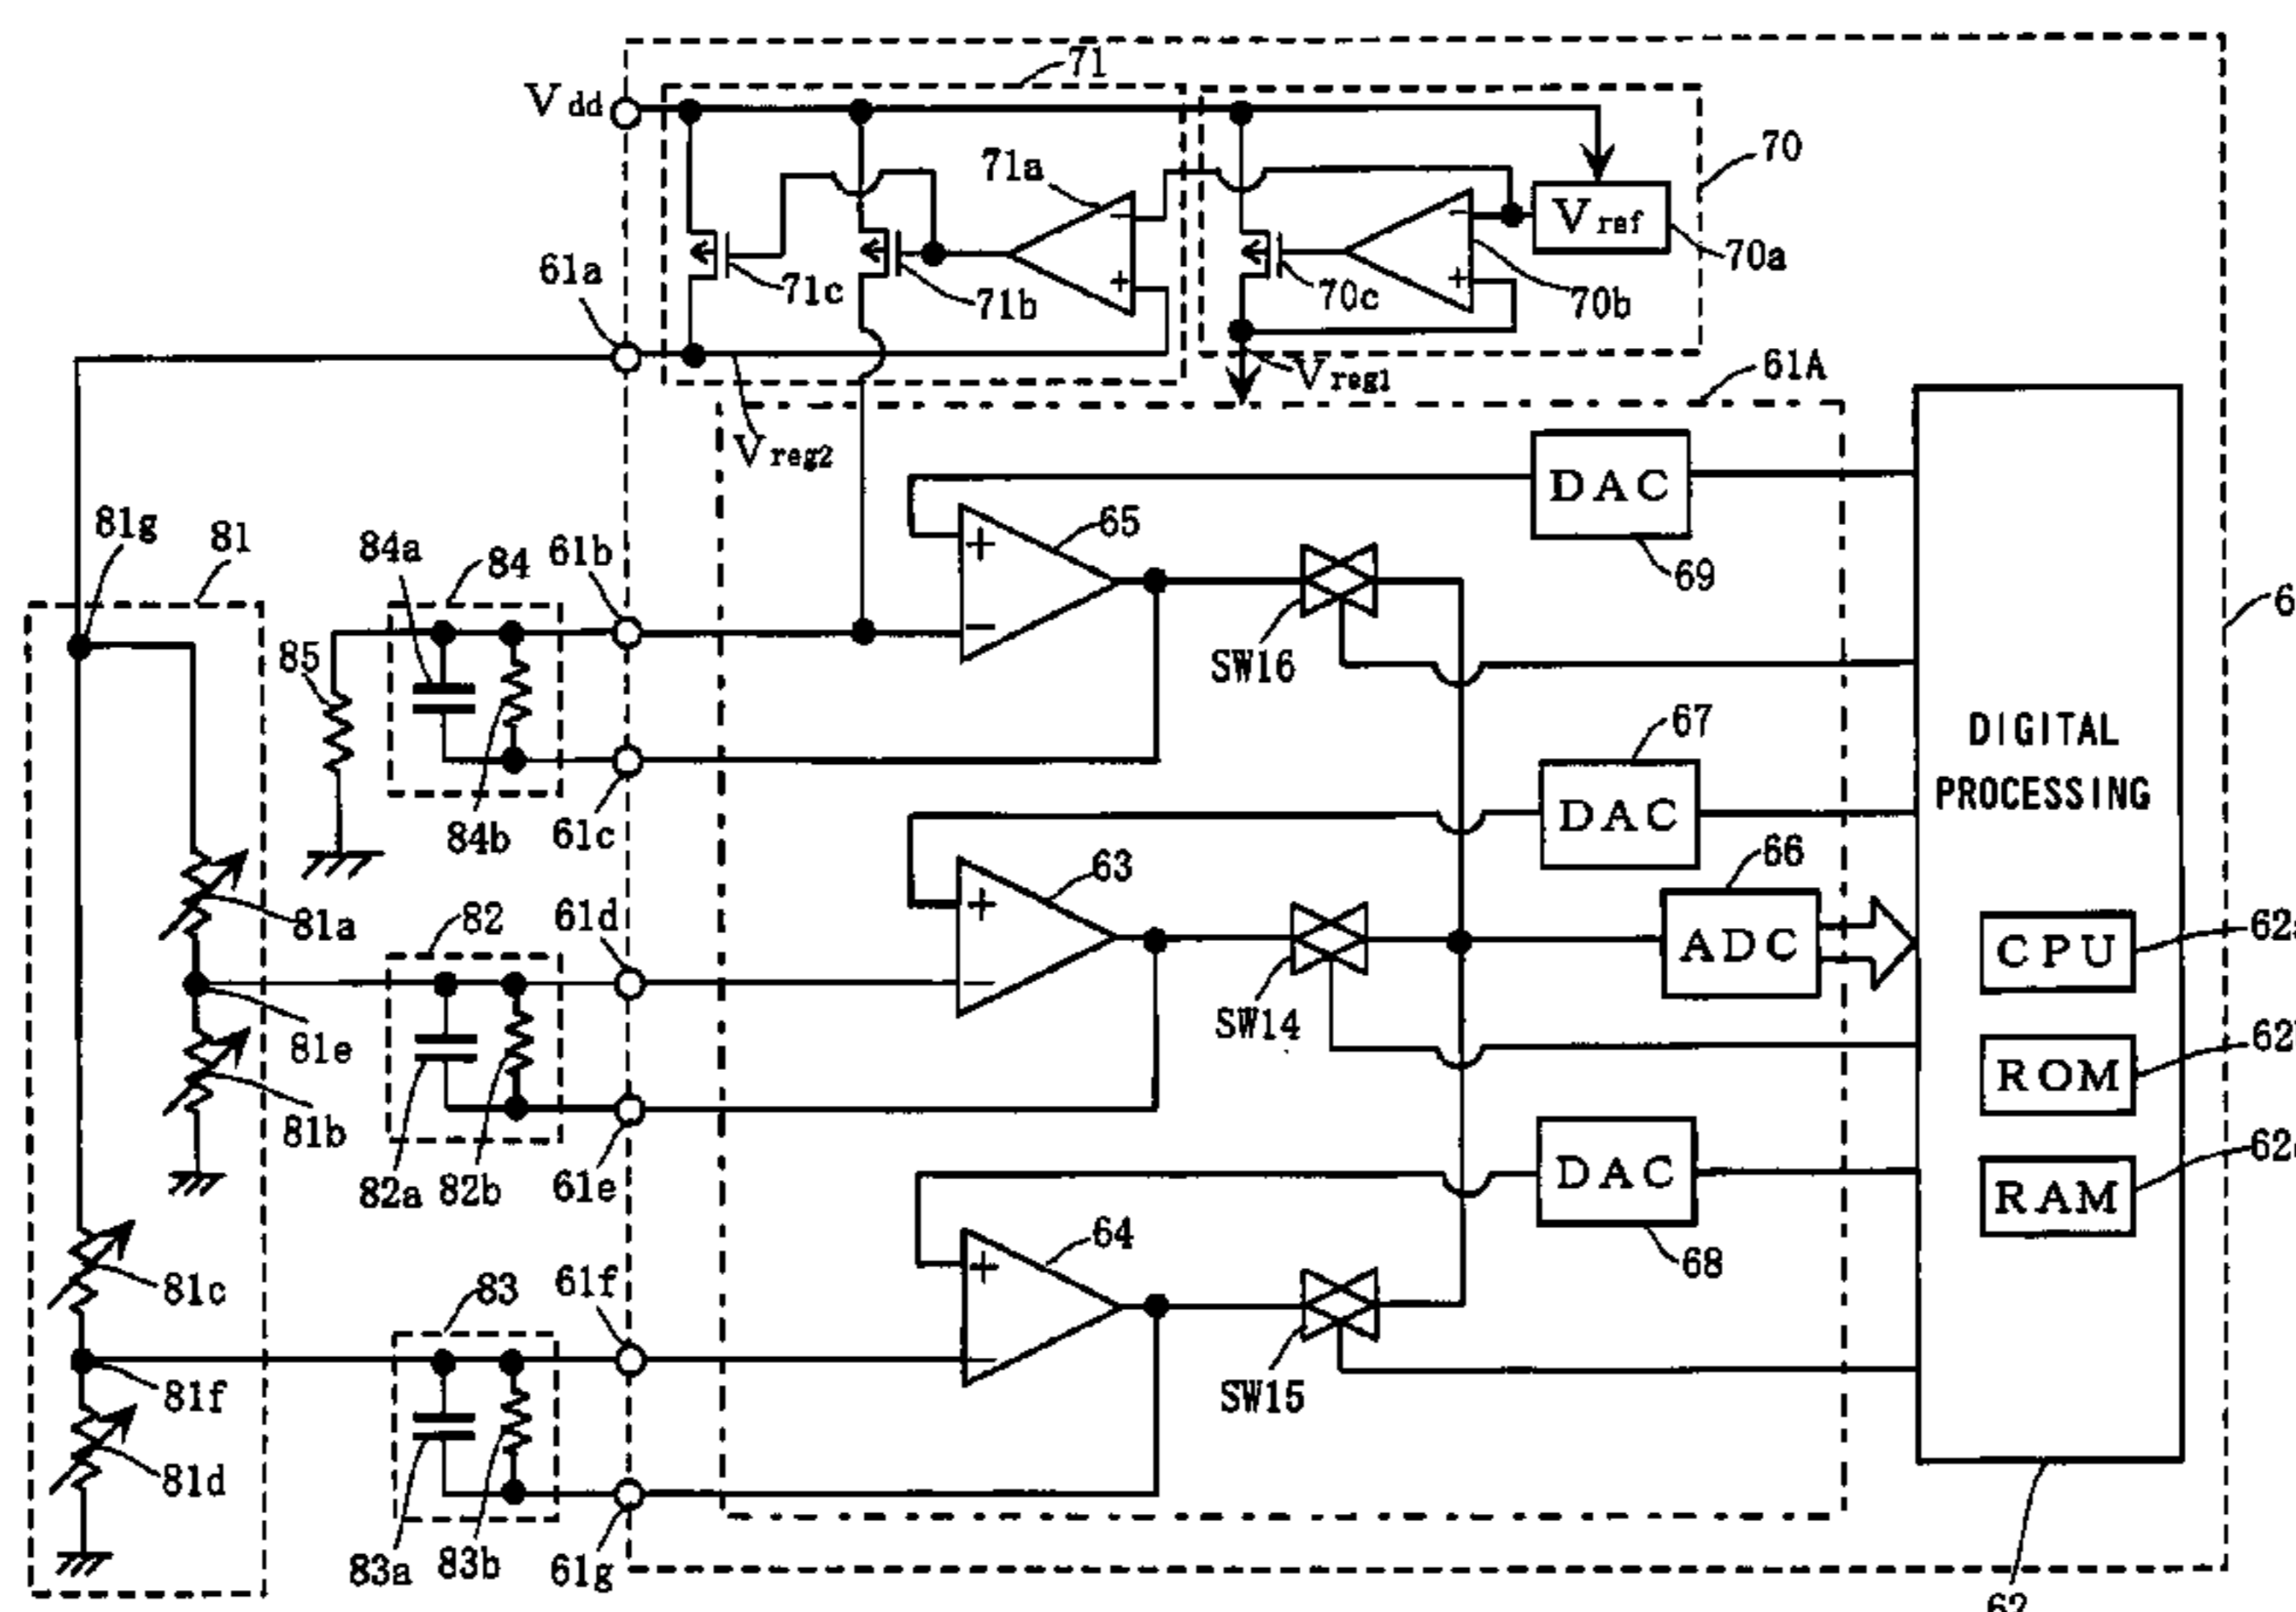 71
Vdd
71a
70
Vref
61a
71c
71b
70c
70b
70a
Vreg1
61A
Vreg2
DAC
81g
81
84a
84
61b
65
69
+
−
85
SW16
67
DIGITAL
PROCESSING
DAC
84b
61c
63
66
81a
82
61d
ADC
CPU
81e
SW14
ROM
81b
82a
82b
61e
DAC
RAM
64
68
81c
83
61f
81f
SW15
81d
83a
83b
61g
62